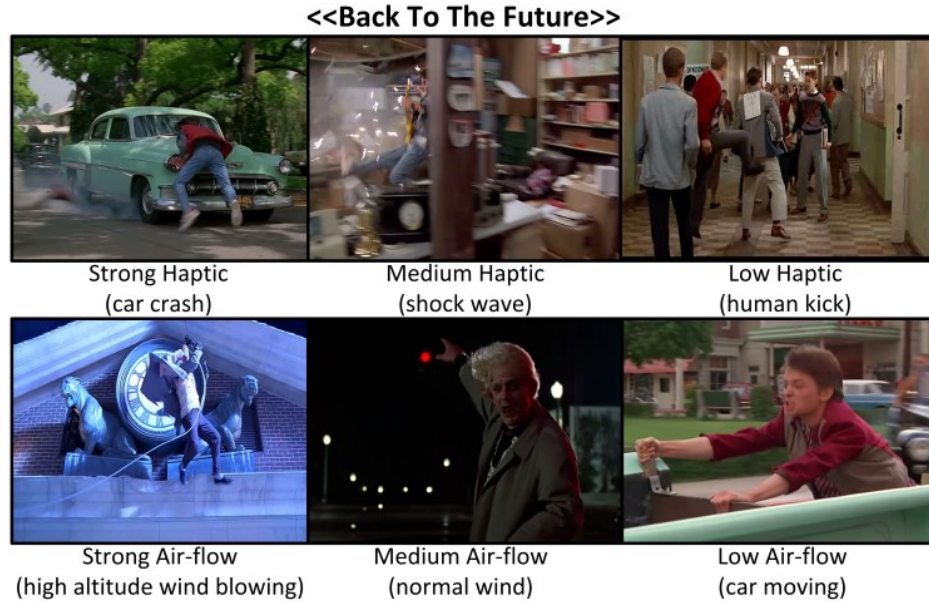 <<Back To The Future>>
Strong Haptic
(car crash)
Medium Haptic
(shock wave)
Low Haptic
(human kick)
Strong Air-flow
(high altitude wind blowing)
Medium Air-flow
(normal wind)
Low Air-flow
(car moving)